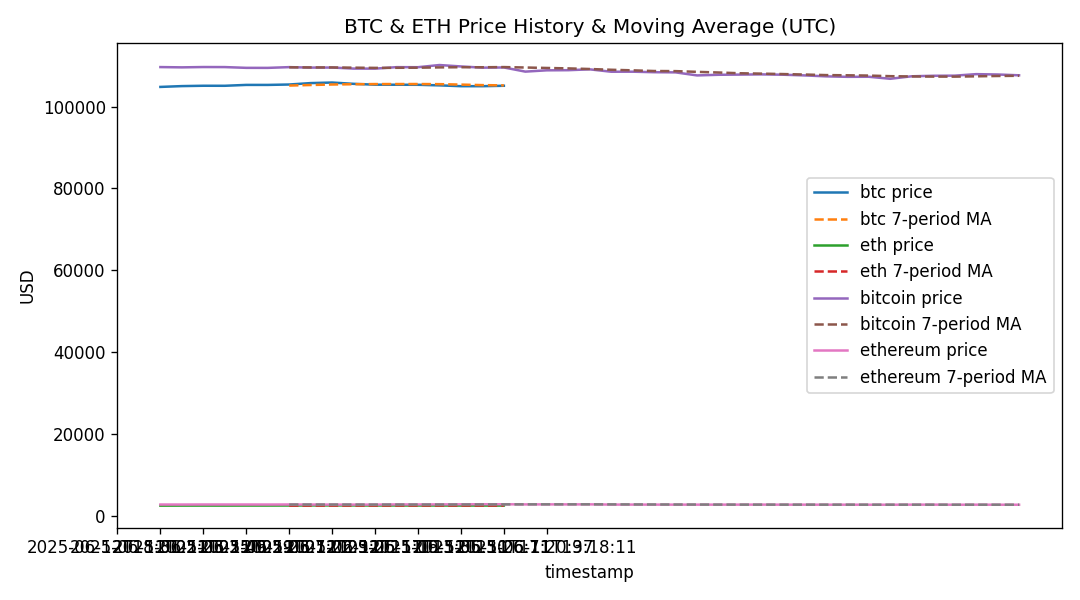 BTC & ETH Price History & Moving Average (UTC)
100000
80000
60000
40000
20000
0
USD
btc price
btc 7-period MA
eth price
eth 7-period MA
bitcoin price
bitcoin 7-period MA
ethereum price
ethereum 7-period MA
timestamp